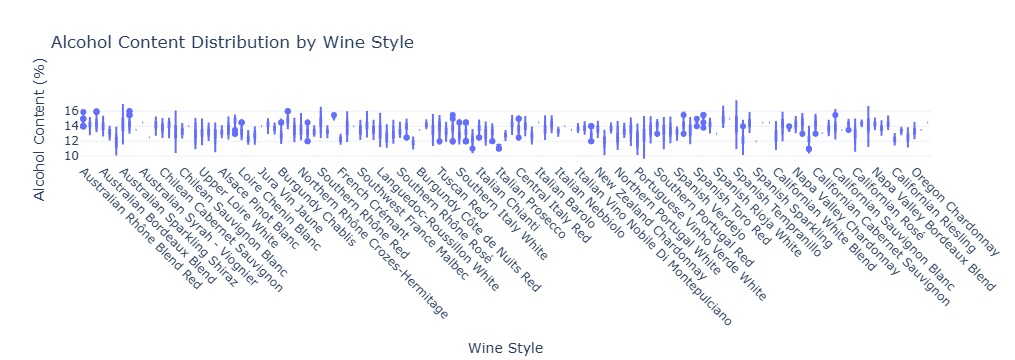 Alcohol Content Distribution by Wine Style
Alcohol Content (%)
16
14
12
10
Australian Rhône Blend Red
Australian Bordeaux Blend
Australian Sparkling Shiraz
Australian Syrah - Viognier
Chilean Cabernet Sauvignon
Chilean Sauvignon Blanc
Upper Loire White
Alsace Pinot Blanc
Loire Chenin Blanc
Jura Vin Jaune
Burgundy Chablis
Northern Rhône Crozes-Hermitage
Southern Rhône Red
French Crémant
Southwest France Malbec
Languedoc-Roussillon White
Southern Rhône Rosé
Burgundy Côte de Nuits Red
Tuscan Red
Southern Italy White
Italian Chianti
Italian Prosecco
Central Italy Red
Italian Barolo
Italian Nebbiolo
Italian Vino Nobile Di Montepulciano
New Zealand Chardonnay
Northern Portugal White
Portuguese Vinho Verde White
Southern Portugal Red
Spanish Verdejo
Spanish Toro Red
Spanish Tempranillo
Spanish Rioja White
Spanish Sparkling
Californian White Blend
Napa Valley Chardonnay
Californian Cabernet Sauvignon
Californian Sauvignon Blanc
Napa Valley Bordeaux Blend
Californian Riesling
Oregon Chardonnay
Wine Style